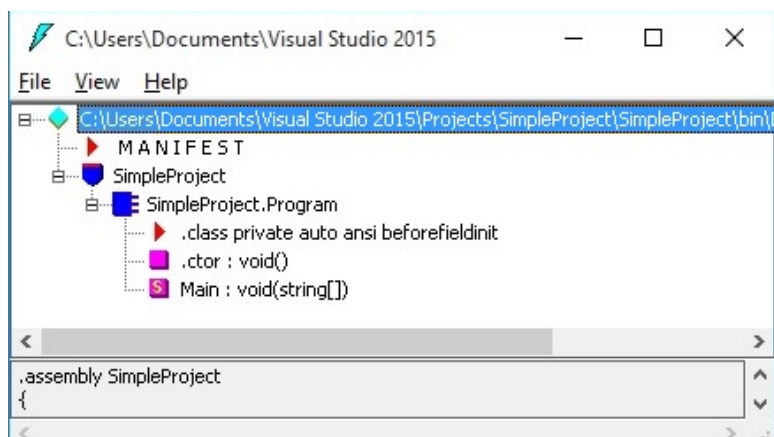 C:\Users\Documents\Visual Studio 2015
File View Help
C:\Users\Documents\Visual Studio 2015\Projects\SimpleProject\SimpleProject\bin\
M A N I F E S T
SimpleProject
SimpleProject.Program
.class private auto ansi beforefieldinit
.ctor : void()
S Main : void(string[])
.assembly SimpleProject
{